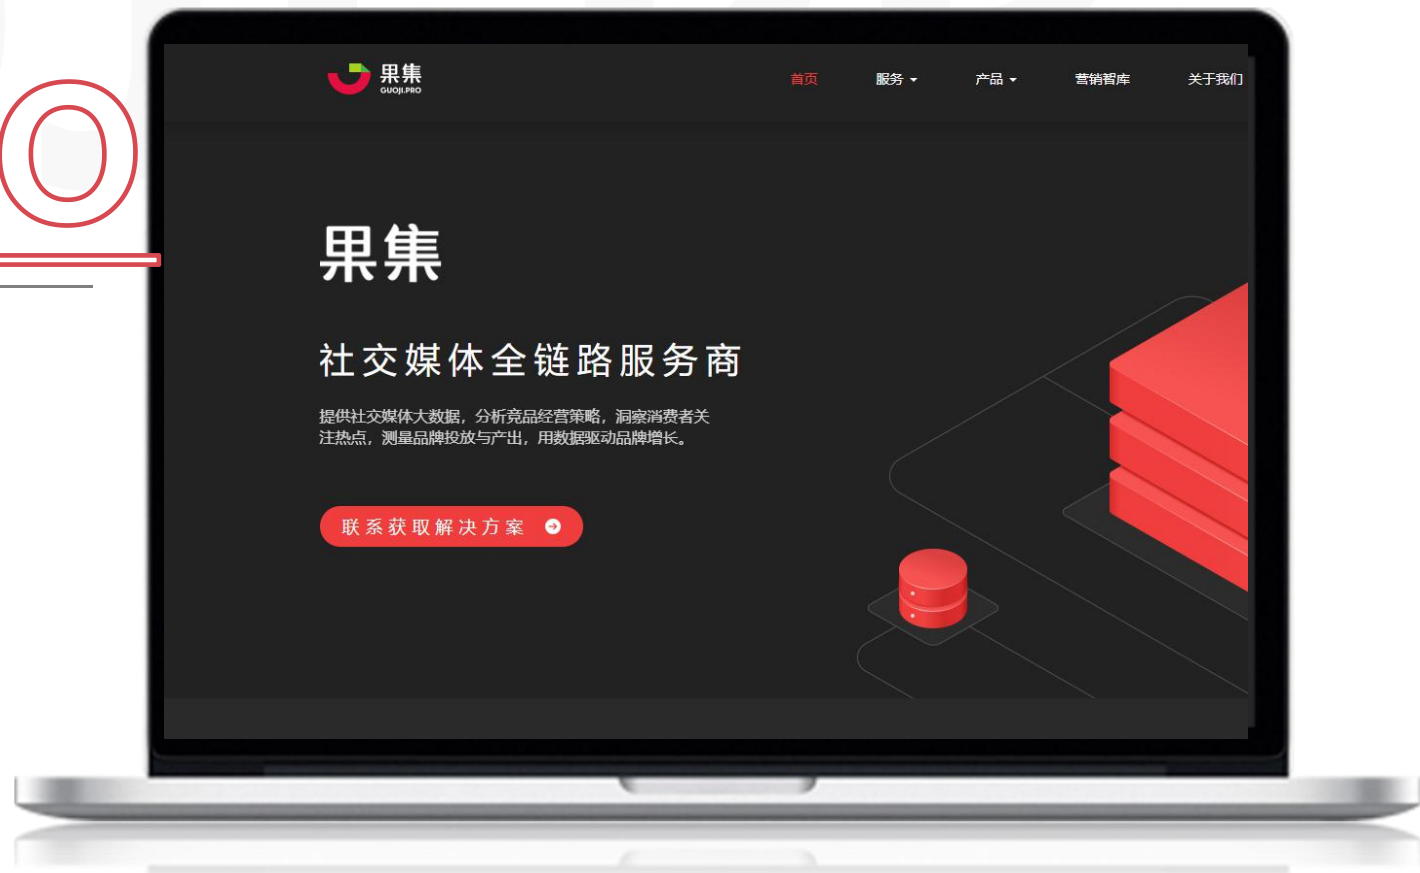 O
果集
GUOJI.PRO
首页 服务 产品 营销智库 关于我们
果集
社交媒体全链路服务商
提供社交媒体大数据，分析竞品经营策略，洞察消费者关
注热点，测量品牌投放与产出，用数据驱动品牌增长。
联系获取解决方案